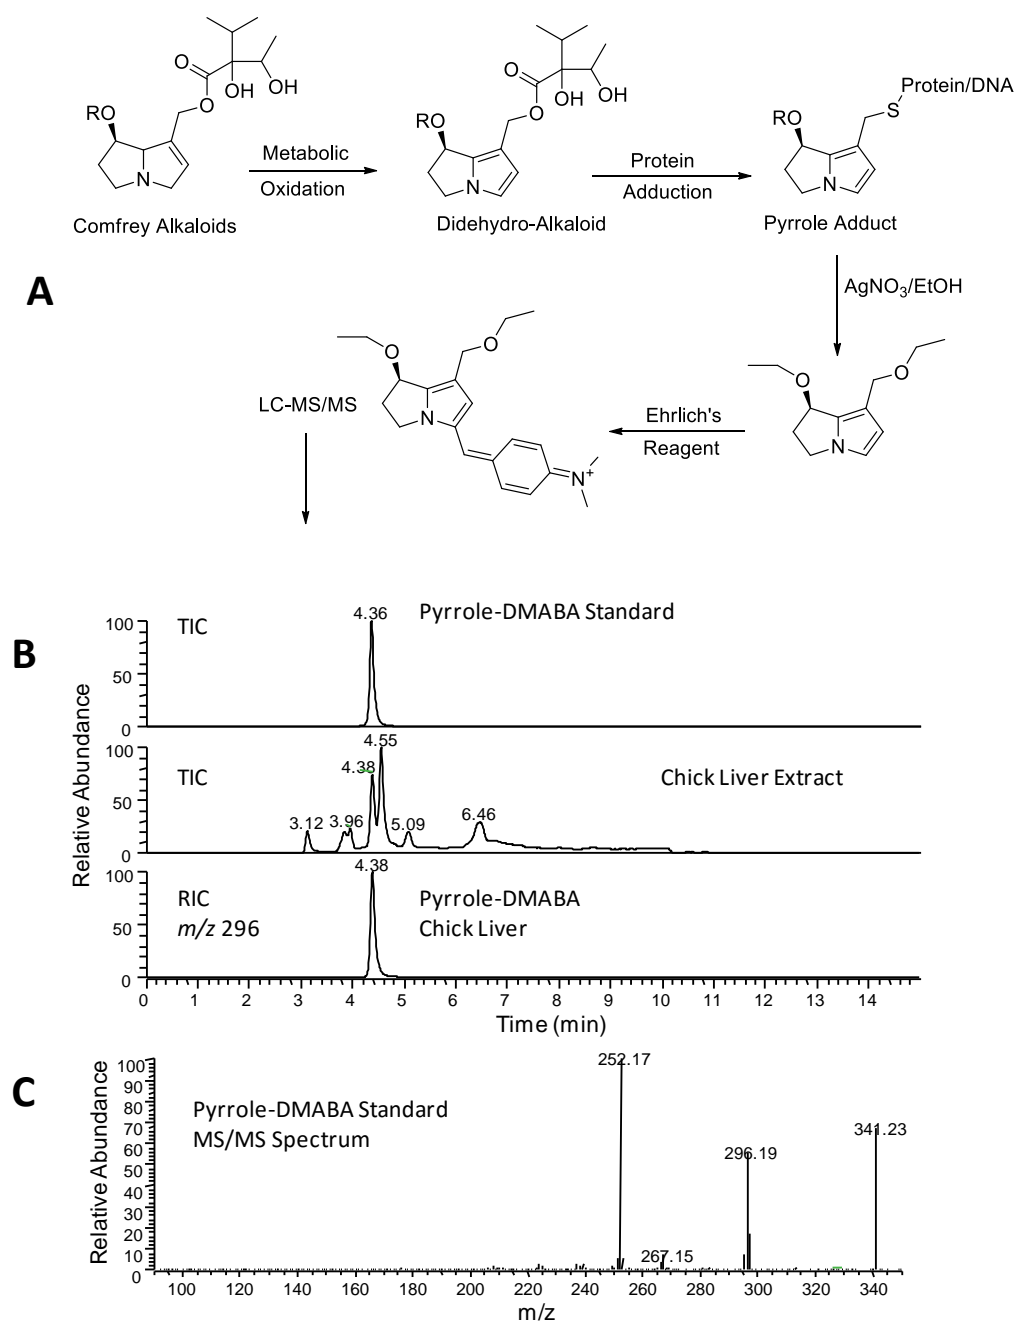 O
O
OH
OH
RO
N
Comfrey Alkaloids
Metabolic
Oxidation
O
O
OH
OH
RO
N
Didehydro-Alkaloid
Protein
Adduction
Protein/DNA
S
RO
N
Pyrrole Adduct
A
AgNO3/EtOH
O
O
N
N+
Ehrlich's
Reagent
O
O
N
LC-MS/MS
B
Relative Abundance
100
50
0
TIC
4.36
Pyrrole-DMABA Standard
100
50
0
TIC
3.12
3.96
4.38
4.55
5.09
6.46
Chick Liver Extract
100
50
0
RIC
m/z 296
4.38
Pyrrole-DMABA
Chick Liver
0 1 2 3 4 5 6 7 8 9 10 11 12 13 14
Time (min)
C
Relative Abundance
100
90
80
70
60
50
40
30
20
10
0
Pyrrole-DMABA Standard
MS/MS Spectrum
252.17
267.15
296.19
341.23
100 120 140 160 180 200 220 240 260 280 300 320 340
m/z